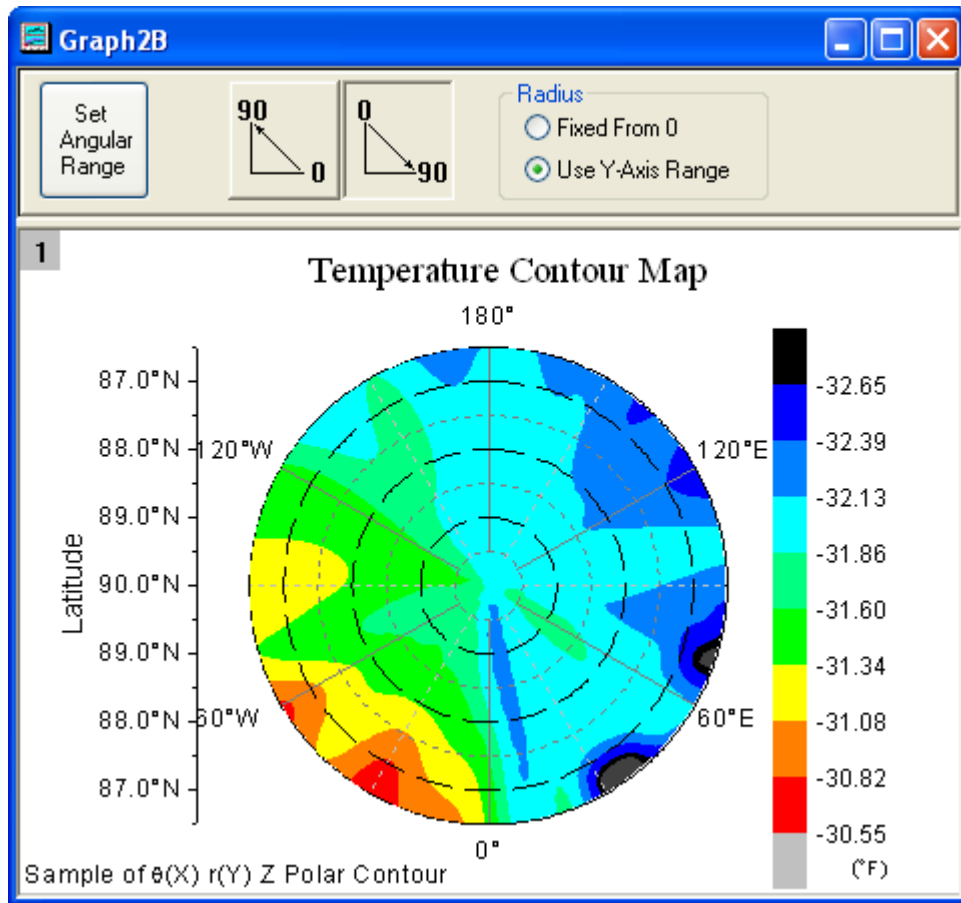 Graph2B
Set
Angular
Range
90
0
0
90
Radius
Fixed From 0
Use Y-Axis Range
1
Temperature Contour Map
180°
87.0°N
88.0°N
89.0°N
90.0°N
89.0°N
88.0°N
87.0°N
Latitude
120°W
60°W
120°E
60°E
0°
-32.65
-32.39
-32.13
-31.86
-31.60
-31.34
-31.08
-30.82
-30.55
(°F)
Sample of θ(X) r(Y) Z Polar Contour